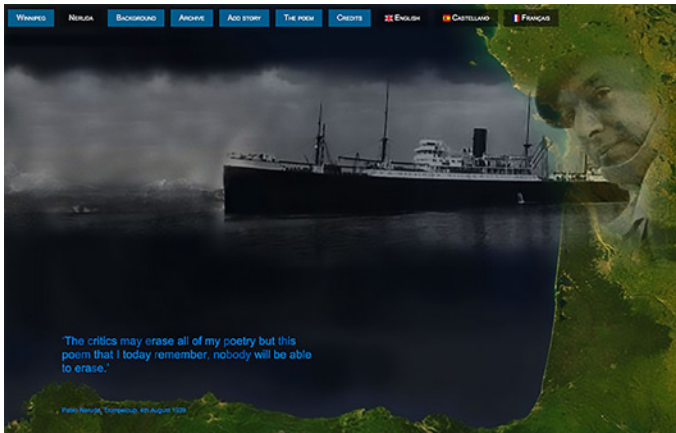 Winnipeg Neruda Background Archive Add story The poem Credits English Castellano Français
'The critics may erase all of my poetry but this
poem that I today remember, nobody will be able
to erase.'
Pablo Neruda, Trompeloup, 4th August 1939